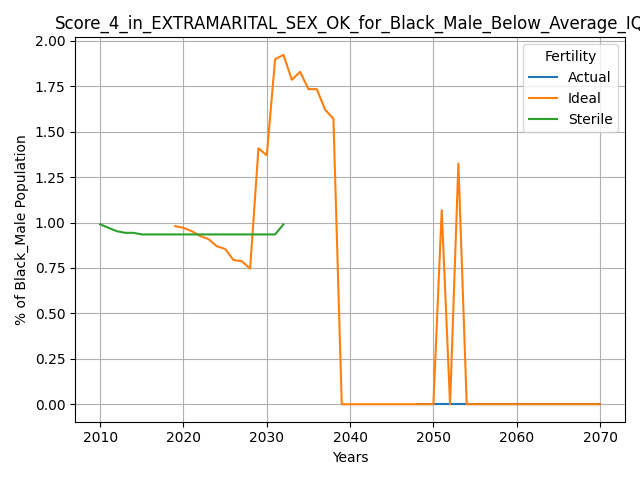 Score_4_in_EXTRAMARITAL_SEX_OK_for_Black_Male_Below_Average_IQ
2.00
1.75
1.50
1.25
1.00
0.75
0.50
0.25
0.00
% of Black_Male Population
Fertility
Actual
Ideal
Sterile
2010 2020 2030 2040 2050 2060 2070
Years